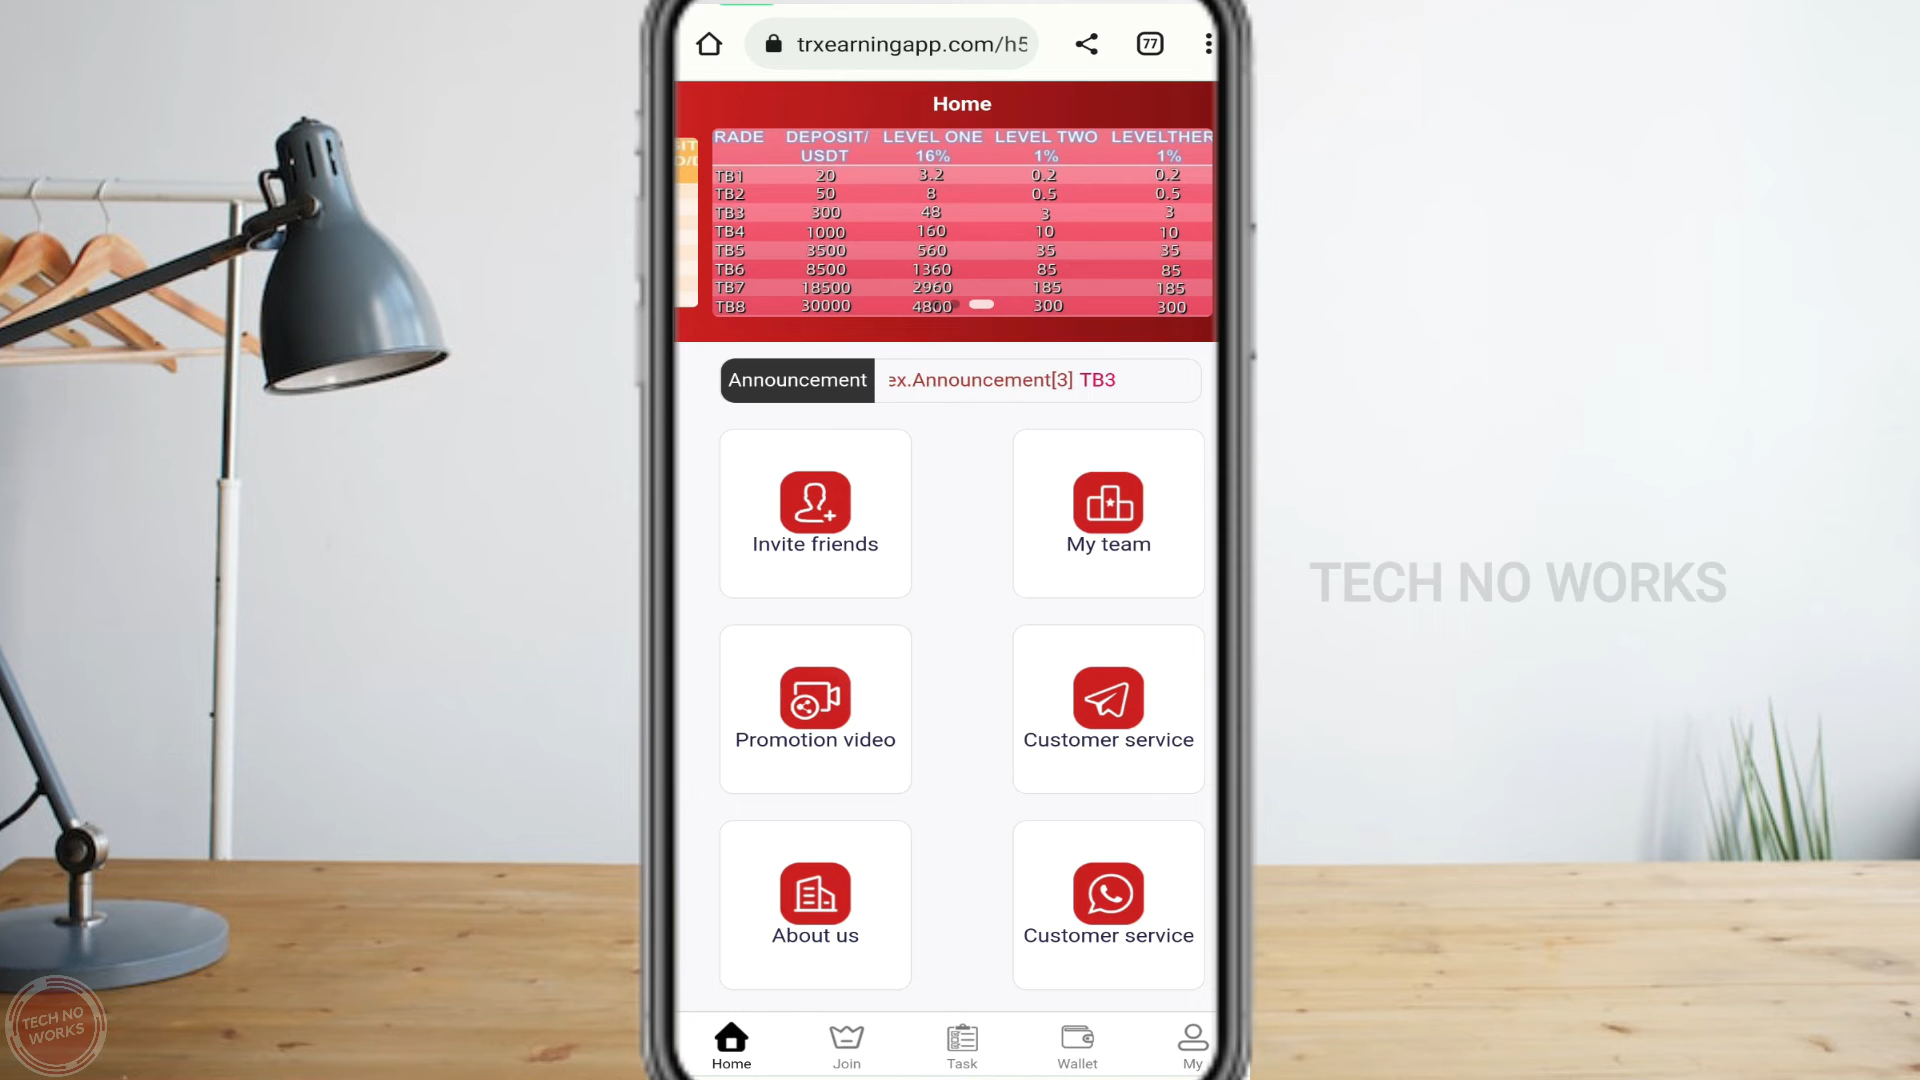 trxearningapp.com/h5
77
Home
RADE DEPOSIT/ LEVEL ONE LEVEL TWO LEVELTHER
USDT 16% 1% 1%
TB1 20 3.2 0.2 0.2
TB2 50 8 0.5 0.5
TB3 300 48 3 3
TB4 1000 160 10 10
TB5 3500 560 35 35
TB6 8500 1360 85 85
TB7 18500 2960 185 185
TB8 30000 4800 300 300
Announcement ex.Announcement[3] TB3
Invite friends
My team
TECH NO WORKS
Promotion video
Customer service
About us
Customer service
TECH NO
WORKS
Home
Join
Task
Wallet
My